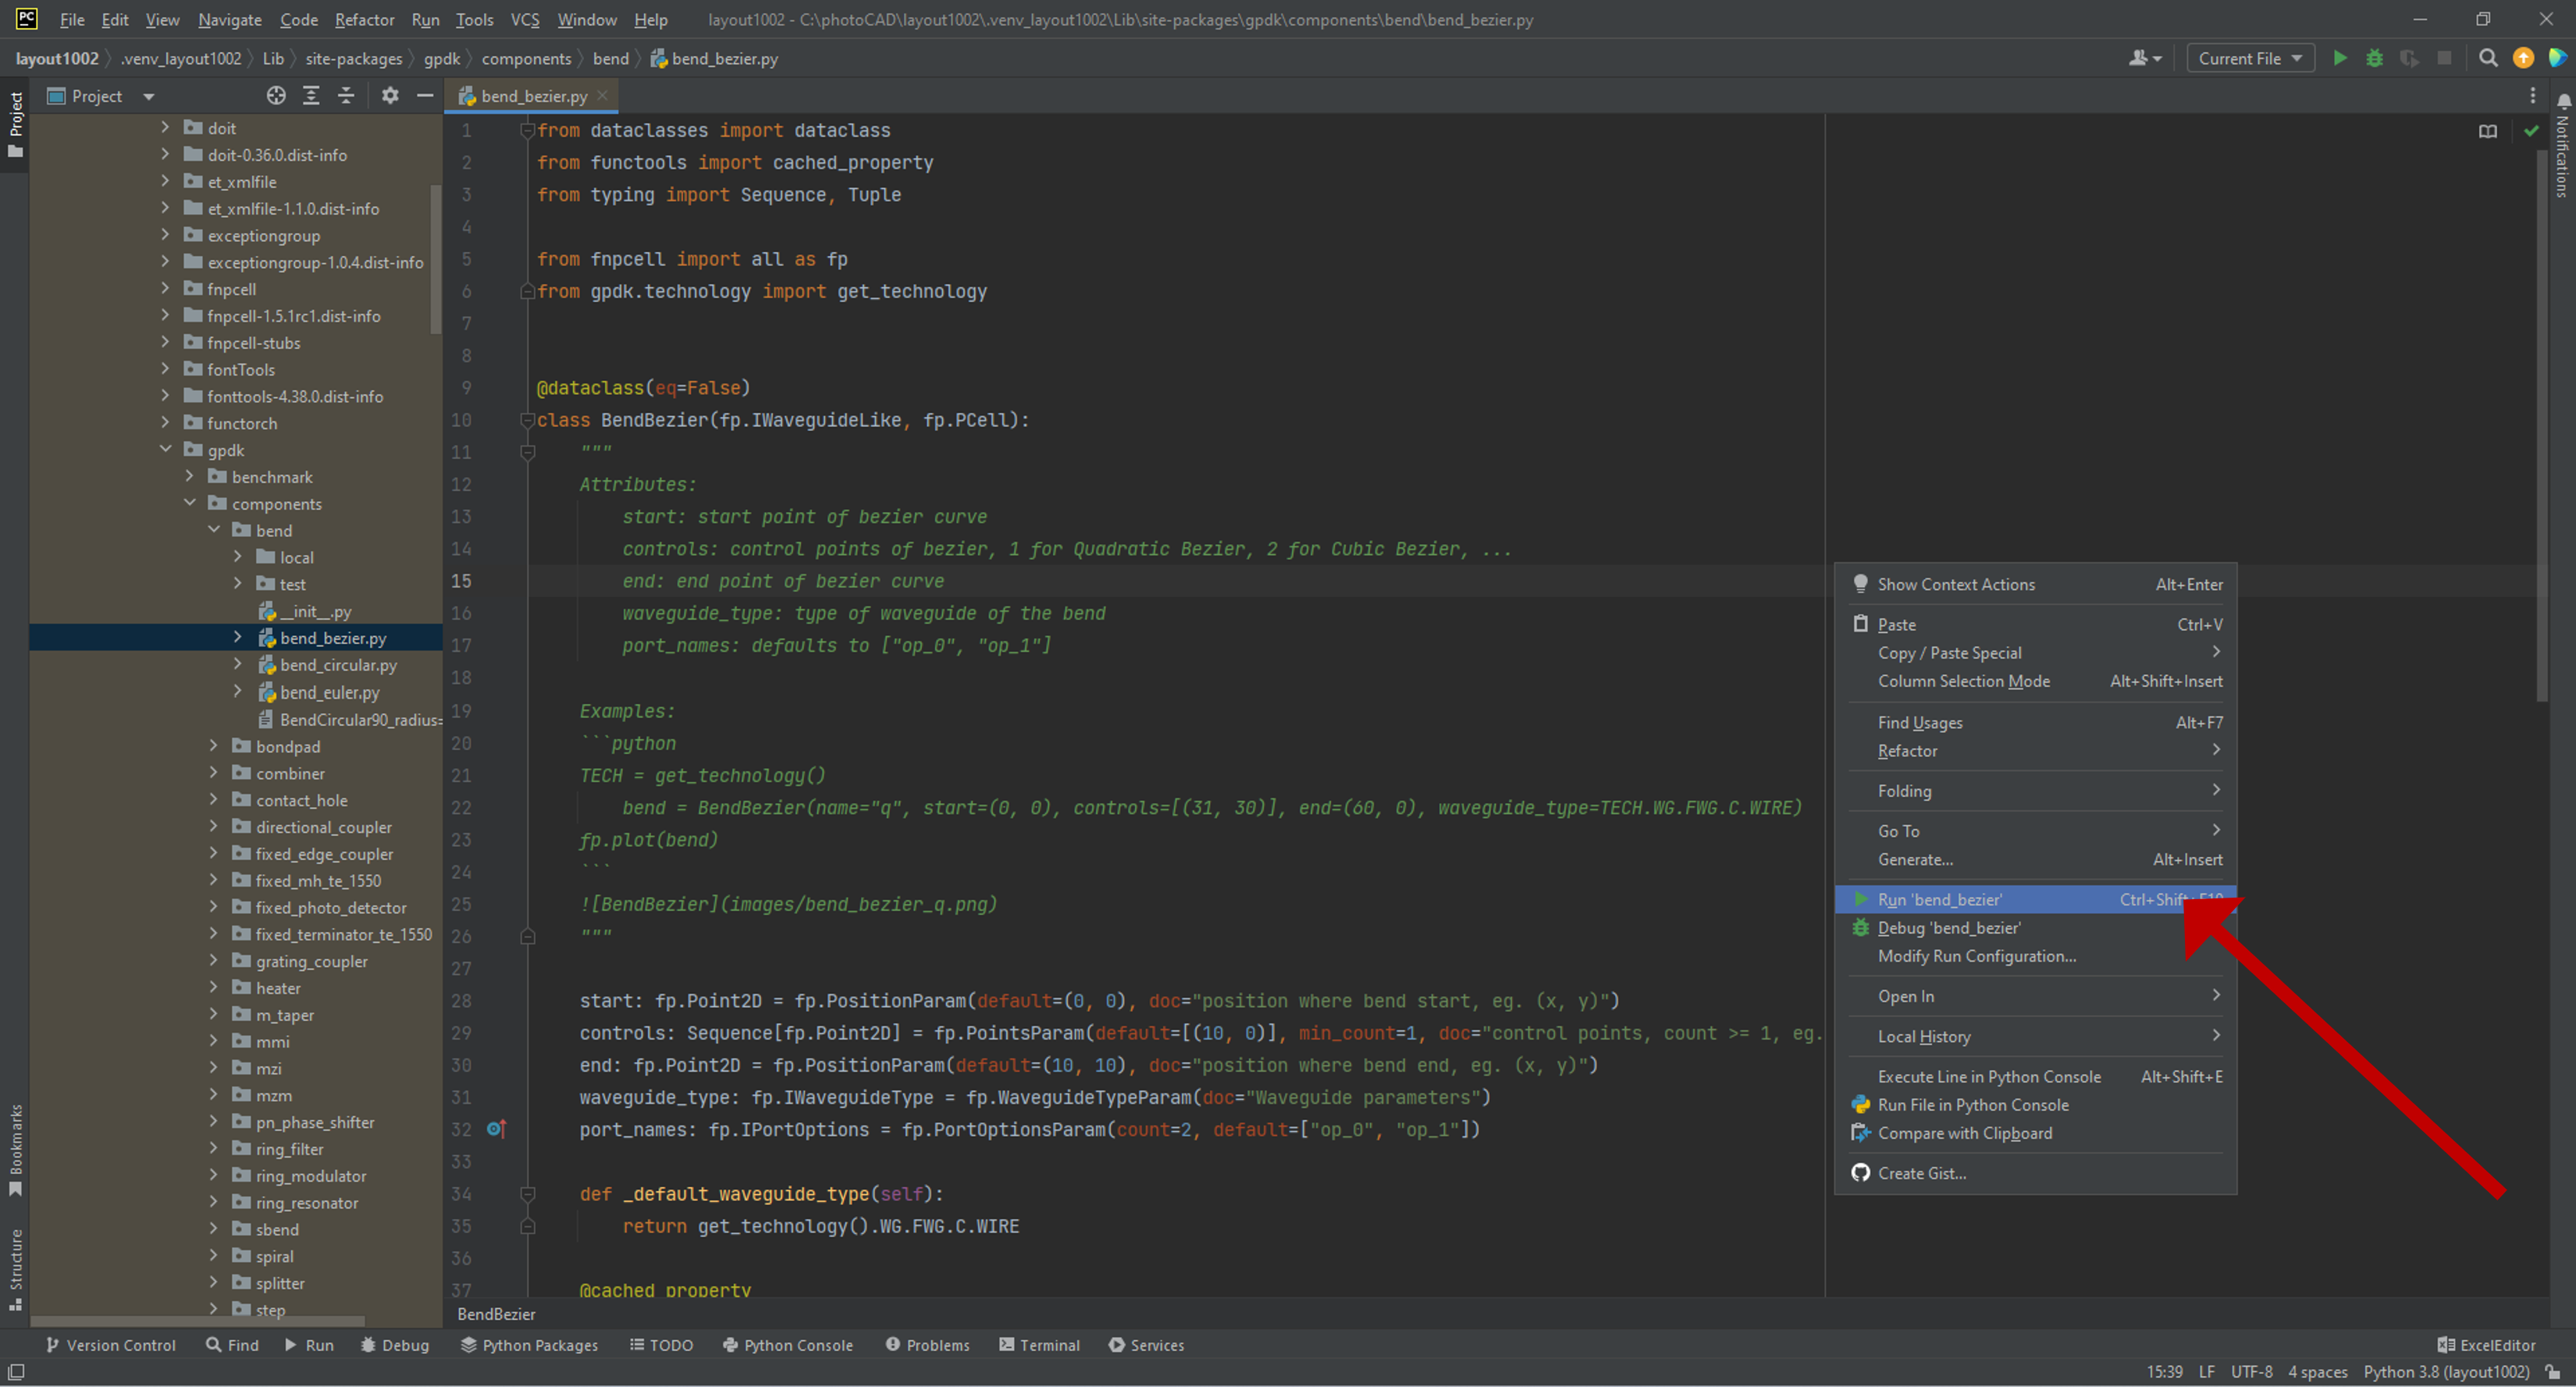 PC File Edit View Navigate Code Refactor Run Tools VCS Window Help layout1002 - C:\photoCAD\layout1002\.venv_layout1002\Lib\site-packages\gpdk\components\bend\bend_bezier.py
layout1002 .venv_layout1002 Lib site-packages gpdk components bend bend_bezier.py Current File
Project
Project
bend_bezier.py
Notifications
doit
doit-0.36.0.dist-info
et_xmlfile
et_xmlfile-1.1.0.dist-info
exceptiongroup
exceptiongroup-1.0.4.dist-info
fnpcell
fnpcell-1.5.1rc1.dist-info
fnpcell-stubs
fontTools
fonttools-4.38.0.dist-info
functorch
gpdk
benchmark
components
bend
local
test
__init__.py
bend_bezier.py
bend_circular.py
bend_euler.py
BendCircular90_radius=
bondpad
combiner
contact_hole
directional_coupler
fixed_edge_coupler
fixed_mh_te_1550
fixed_photo_detector
fixed_terminator_te_1550
grating_coupler
heater
m_taper
mmi
mzi
mzm
pn_phase_shifter
ring_filter
ring_modulator
ring_resonator
sbend
spiral
splitter
step
Bookmarks
Structure
1 from dataclasses import dataclass
2 from functools import cached_property
3 from typing import Sequence, Tuple
4
5 from fnpcell import all as fp
6 from gpdk.technology import get_technology
7
8
9 @dataclass(eq=False)
10 class BendBezier(fp.IWaveguideLike, fp.PCell):
11 """
12 Attributes:
13 start: start point of bezier curve
14 controls: control points of bezier, 1 for Quadratic Bezier, 2 for Cubic Bezier, ...
15 end: end point of bezier curve
16 waveguide_type: type of waveguide of the bend
17 port_names: defaults to ["op_0", "op_1"]
18
19 Examples:
20 ```python
21 TECH = get_technology()
22 bend = BendBezier(name="q", start=(0, 0), controls=[(31, 30)], end=(60, 0), waveguide_type=TECH.WG.FWG.C.WIRE)
23 fp.plot(bend)
24 ```
25 ![BendBezier](images/bend_bezier_q.png)
26 """
27
28 start: fp.Point2D = fp.PositionParam(default=(0, 0), doc="position where bend start, eg. (x, y)")
29 controls: Sequence[fp.Point2D] = fp.PointsParam(default=[(10, 0)], min_count=1, doc="control points, count >= 1, eg.
30 end: fp.Point2D = fp.PositionParam(default=(10, 10), doc="position where bend end, eg. (x, y)")
31 waveguide_type: fp.IWaveguideType = fp.WaveguideTypeParam(doc="Waveguide parameters")
32 port_names: fp.IPortOptions = fp.PortOptionsParam(count=2, default=["op_0", "op_1"])
33
34 def _default_waveguide_type(self):
35 return get_technology().WG.FWG.C.WIRE
36
37 @cached_property
Show Context Actions Alt+Enter
Paste Ctrl+V
Copy / Paste Special
Column Selection Mode Alt+Shift+Insert
Find Usages Alt+F7
Refactor
Folding
Go To
Generate... Alt+Insert
Run 'bend_bezier' Ctrl+Shift+F10
Debug 'bend_bezier'
Modify Run Configuration...
Open In
Local History
Execute Line in Python Console Alt+Shift+E
Run File in Python Console
Compare with Clipboard
Create Gist...
BendBezier
Version Control Find Run Debug Python Packages TODO Python Console Problems Terminal Services ExcelEditor
15:39 LF UTF-8 4 spaces Python 3.8 (layout1002)